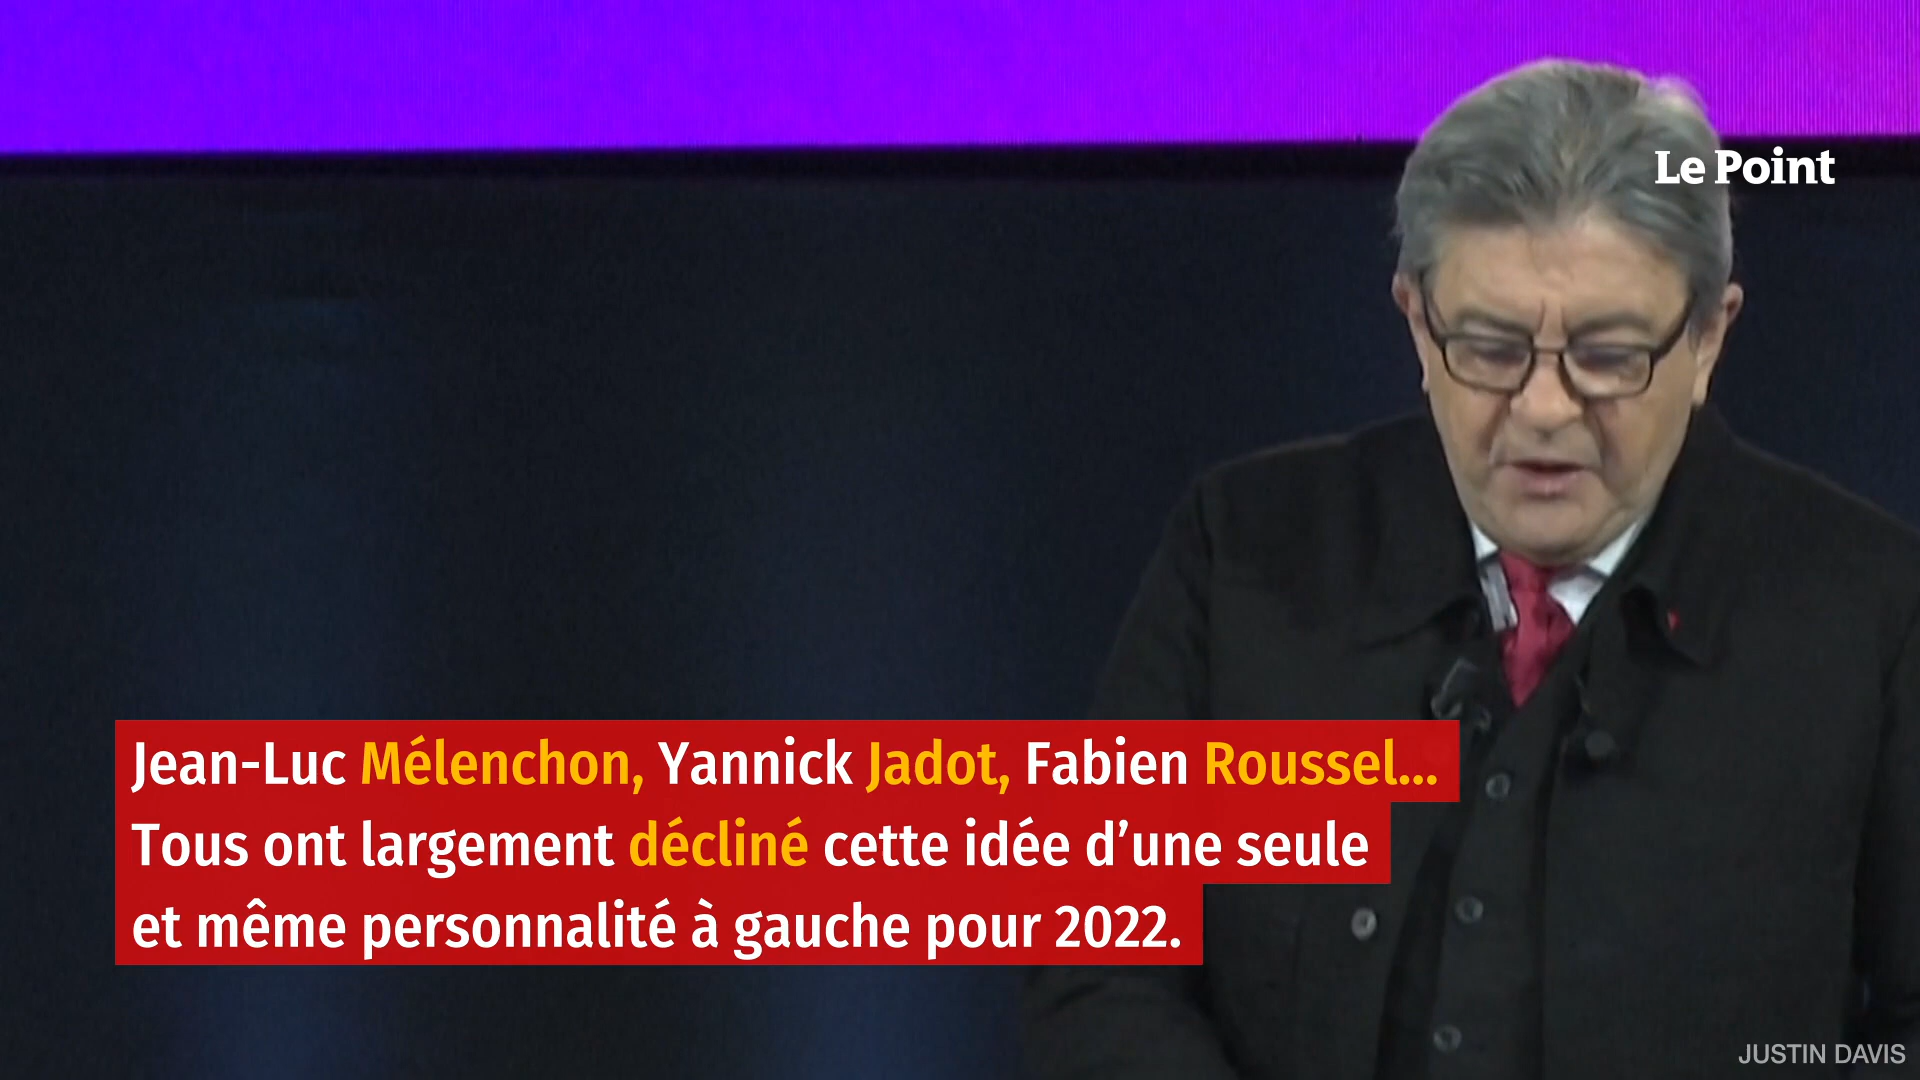 Le Point
Jean-Luc Mélenchon, Yannick Jadot, Fabien Roussel...
Tous ont largement décliné cette idée d’une seule
et même personnalité à gauche pour 2022.
JUSTIN DAVIS